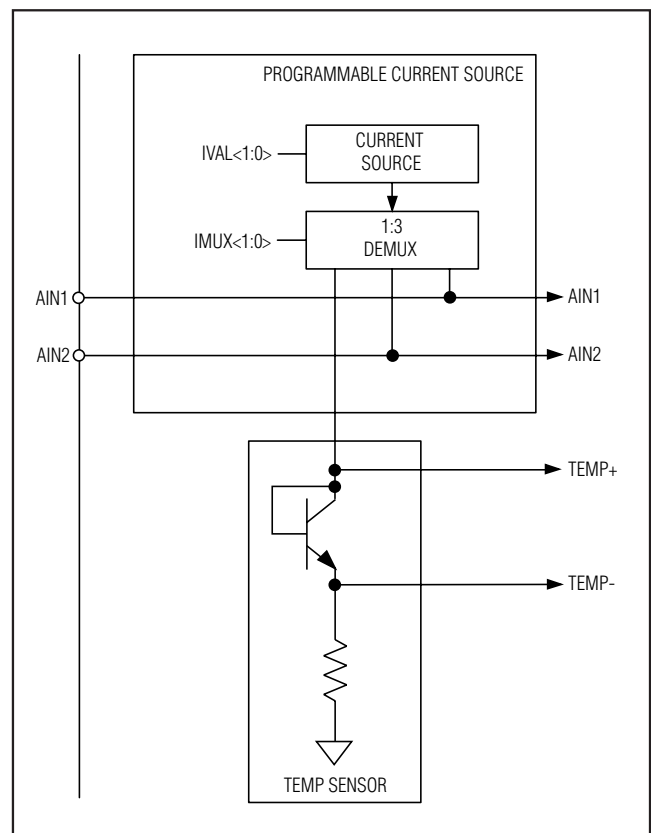 PROGRAMMABLE CURRENT SOURCE
CURRENT
SOURCE
IVAL<1:0>
1:3
DEMUX
IMUX<1:0>
AIN1
AIN1
AIN2
AIN2
TEMP+
TEMP-
TEMP SENSOR